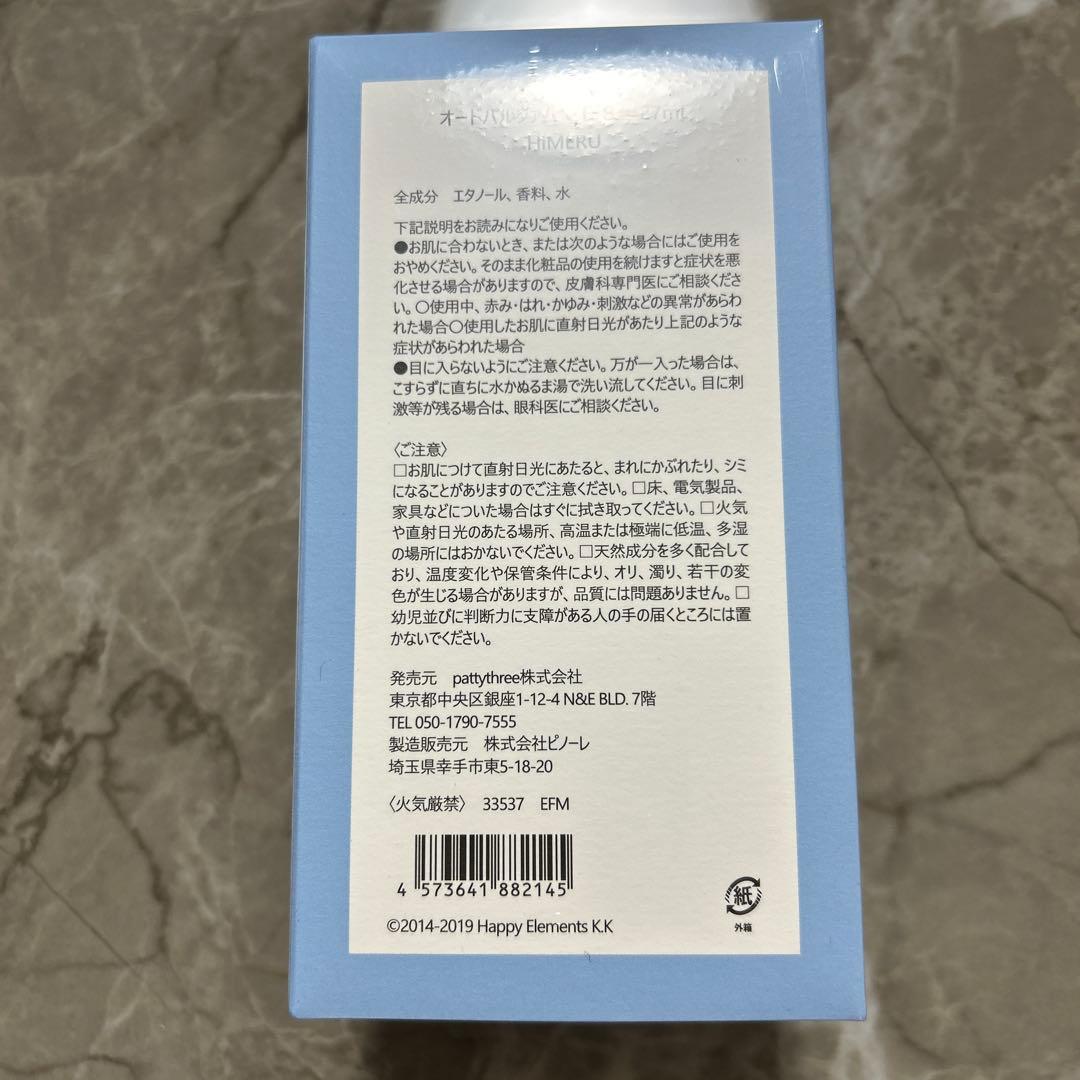 オードパルファム
27mL
HiMERU
全成分　エタノール、香料、水
下記説明をお読みになりご使用ください。
●お肌に合わないとき、または次のような場合にはご使用を
おやめください。そのまま化粧品の使用を続けますと症状を悪
化させる場合がありますので、皮膚科専門医にご相談くださ
い。〇使用中、赤み・はれ・かゆみ・刺激などの異常があらわ
れた場合〇使用したお肌に直射日光があたり上記のような
症状があらわれた場合
●目に入らないようにご注意ください。万が一入った場合は、
こすらずに直ちに水かぬるま湯で洗い流してください。目に刺
激等が残る場合は、眼科医にご相談ください。
〈ご注意〉
□お肌につけて直射日光にあたると、まれにかぶれたり、シミ
になることがありますのでご注意ください。□床、電気製品、
家具などについた場合はすぐに拭き取ってください。□火気
や直射日光のあたる場所、高温または極端に低温、多湿
の場所にはおかないでください。□天然成分を多く配合して
おり、温度変化や保管条件により、オリ、濁り、若干の変
色が生じる場合がありますが、品質には問題ありません。□
幼児並びに判断力に支障がある人の手の届くところには置
かないでください。
発売元　pattythree株式会社
東京都中央区銀座1-12-4 N&E BLD. 7階
TEL 050-1790-7555
製造販売元　株式会社ピノーレ
埼玉県幸手市東5-18-20
〈火気厳禁〉　33537　EFM
4 573641 882145
紙
外箱
©2014-2019 Happy Elements K.K